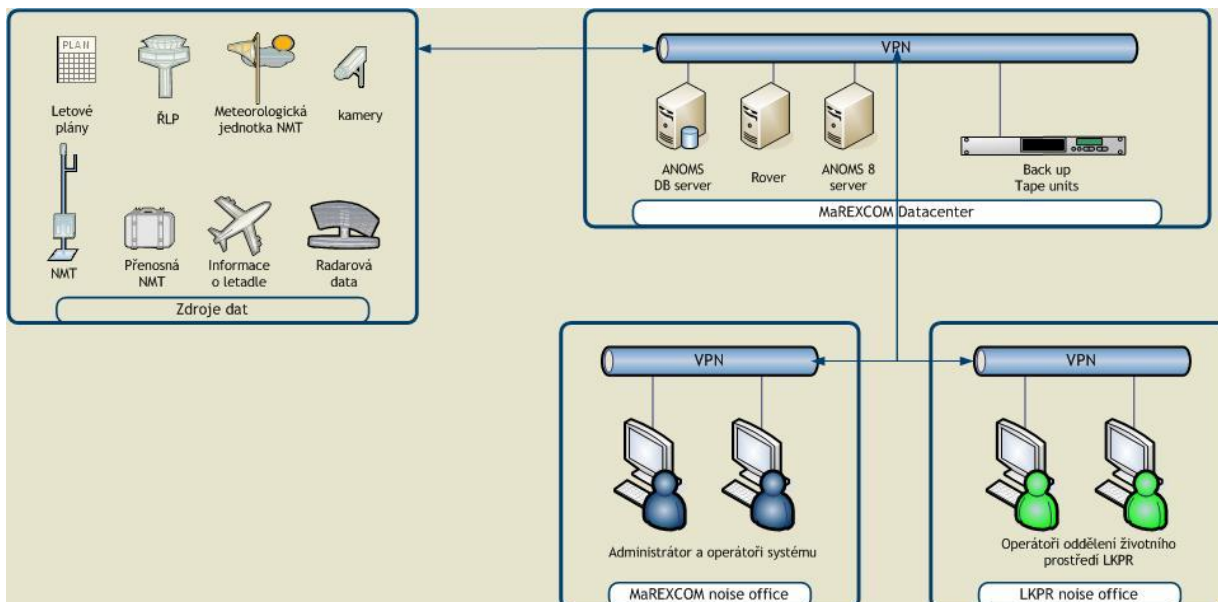 PLAN
Letové
plány
ŘLP
Meteorologická
jednotka NMT
kamery
NMT
Přenosná
NMT
Informace
o letadle
Radarová
data
Zdroje dat
VPN
ANOMS
DB server
Rover
ANOMS 8
server
Back up
Tape units
MaREXCOM Datacenter
VPN
Administrátor a operátoři systému
MaREXCOM noise office
VPN
Operátoři oddělení životního
prostředí LKPR
LKPR noise office